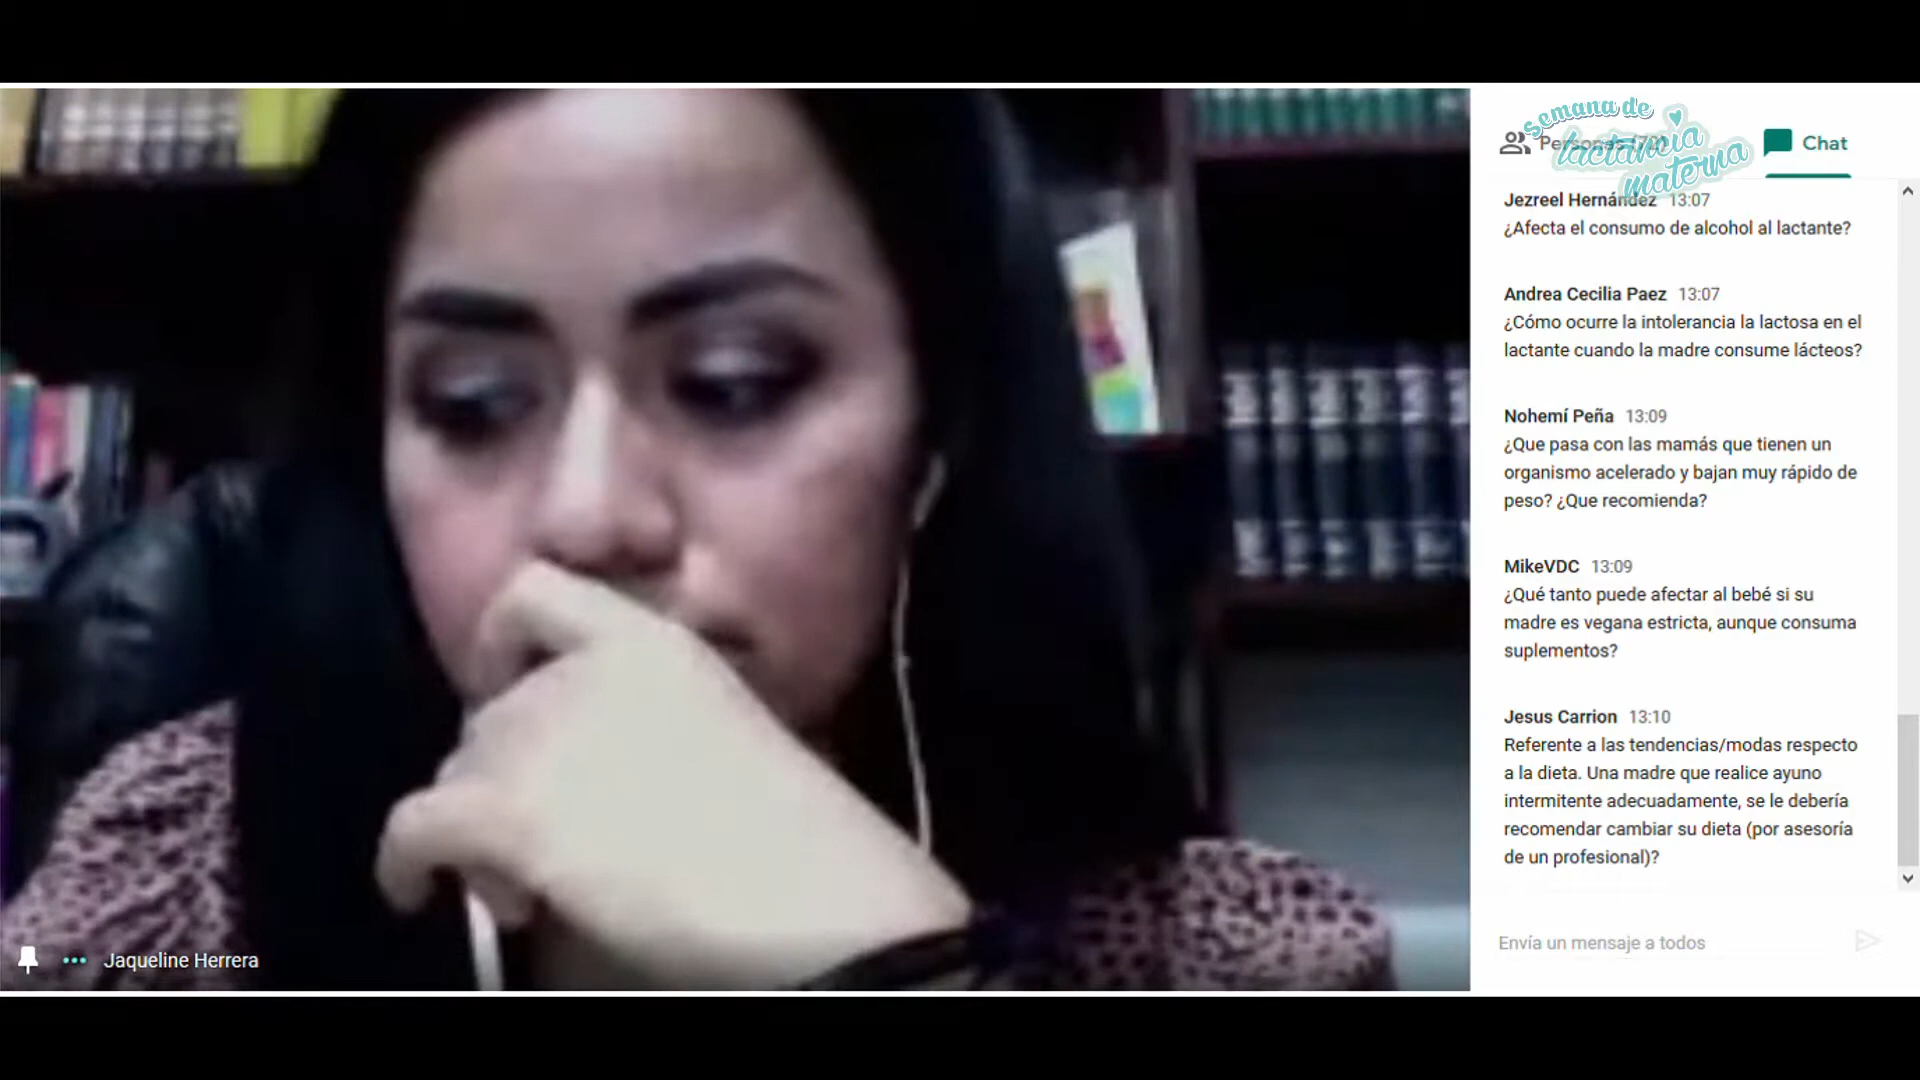 semana de
lactancia
materna
Personas (72)
Chat
Jezreel Hernández 13:07
¿Afecta el consumo de alcohol al lactante?
Andrea Cecilia Paez 13:07
¿Cómo ocurre la intolerancia la lactosa en el
lactante cuando la madre consume lácteos?
Nohemí Peña 13:09
¿Que pasa con las mamás que tienen un
organismo acelerado y bajan muy rápido de
peso? ¿Que recomienda?
MikeVDC 13:09
¿Qué tanto puede afectar al bebé si su
madre es vegana estricta, aunque consuma
suplementos?
Jesus Carrion 13:10
Referente a las tendencias/modas respecto
a la dieta. Una madre que realice ayuno
intermitente adecuadamente, se le debería
recomendar cambiar su dieta (por asesoría
de un profesional)?
Envía un mensaje a todos
Jaqueline Herrera